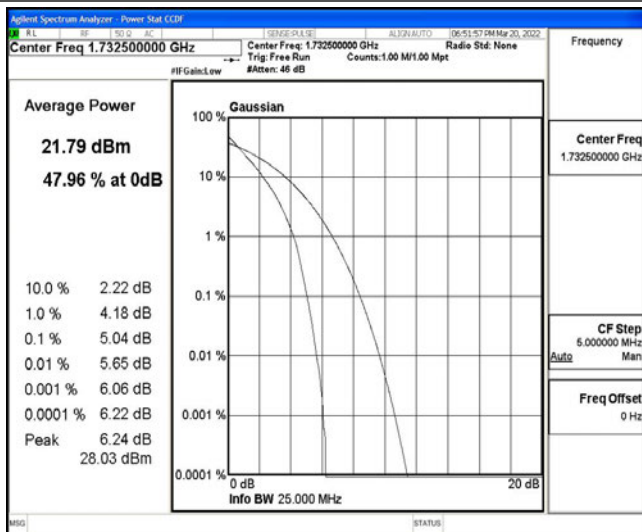 Agilent Spectrum Analyzer - Power Stat CCDF
RL RF 50 Ω AC SENSE:PULSE ALIGN AUTO 06:51:57 PM Mar 20, 2022
Center Freq 1.732500000 GHz
Center Freq: 1.732500000 GHz Radio Std: None
Trig: Free Run Counts:1.00 M/1.00 Mpt
#IFGain:Low #Atten: 46 dB
Frequency
Average Power
21.79 dBm
47.96 % at 0dB
10.0 % 2.22 dB
1.0 % 4.18 dB
0.1 % 5.04 dB
0.01 % 5.65 dB
0.001 % 6.06 dB
0.0001 % 6.22 dB
Peak 6.24 dB
28.03 dBm
Gaussian
100 %
10 %
1 %
0.1 %
0.01 %
0.001 %
0.0001 %
0 dB 20 dB
Info BW 25.000 MHz
Center Freq
1.732500000 GHz
CF Step
5.000000 MHz
Auto Man
Freq Offset
0 Hz
MSG STATUS